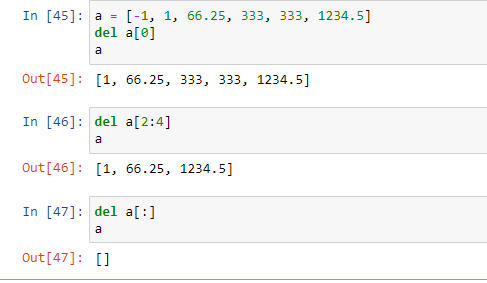 In [45]: a = [-1, 1, 66.25, 333, 333, 1234.5]
del a[0]
a
Out[45]: [1, 66.25, 333, 333, 1234.5]
In [46]: del a[2:4]
a
Out[46]: [1, 66.25, 1234.5]
In [47]: del a[:]
a
Out[47]: []